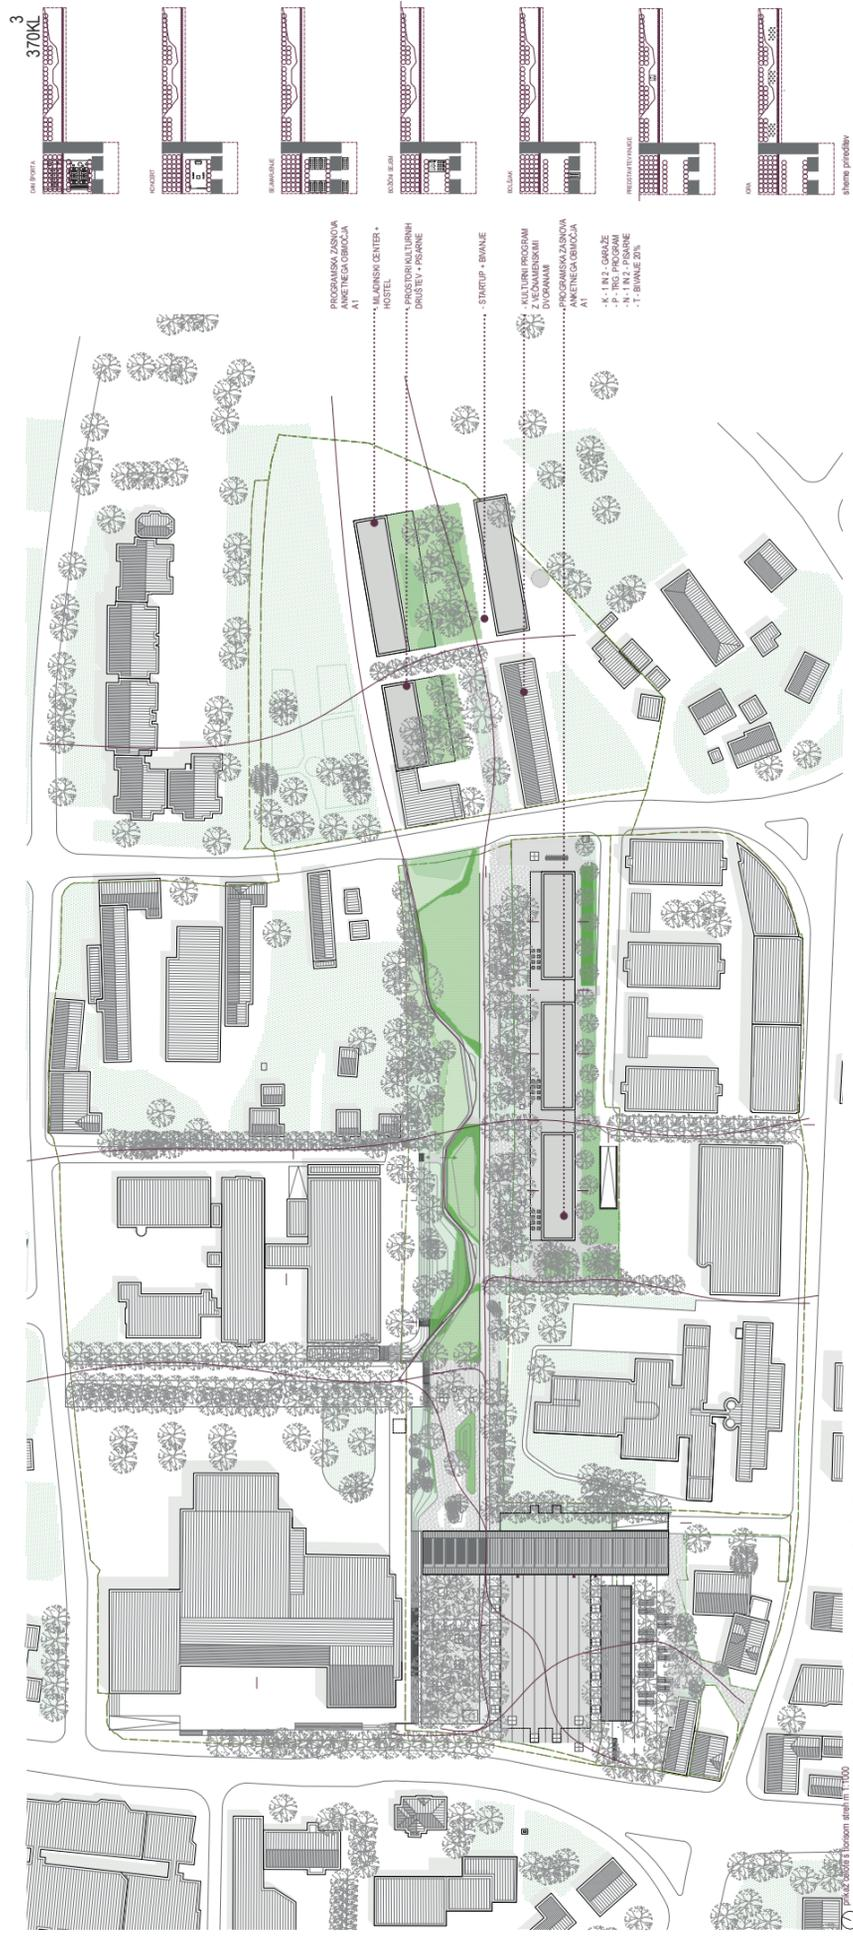 3
370KL
DAN ŠPORTA
KONCERT
SEJMARJENJE
BOŽIČNI SEJEM
BOLŠJAK
PREDSTAVITEV KNJIGE
IGRA
sheme prireditev
PROGRAMSKA ZASNOVA
ANKETNEGA OBMOČJA
A1
- MLADINSKI CENTER +
HOSTEL
- PROSTORI KULTURNIH
DRUŠTEV + PISARNE
- STARTUP + BIVANJE
- KULTURNI PROGRAM
Z VEČNAMENSKIMI
DVORANAMI
PROGRAMSKA ZASNOVA
ANKETNEGA OBMOČJA
A1
- K - 1 IN 2 - GARAŽE
- P - TRG. PROGRAM
- N - 1 IN 2 - PISARNE
- T - BIVANJE 20%
prikaz celote s tlorisom streh m 1:1000